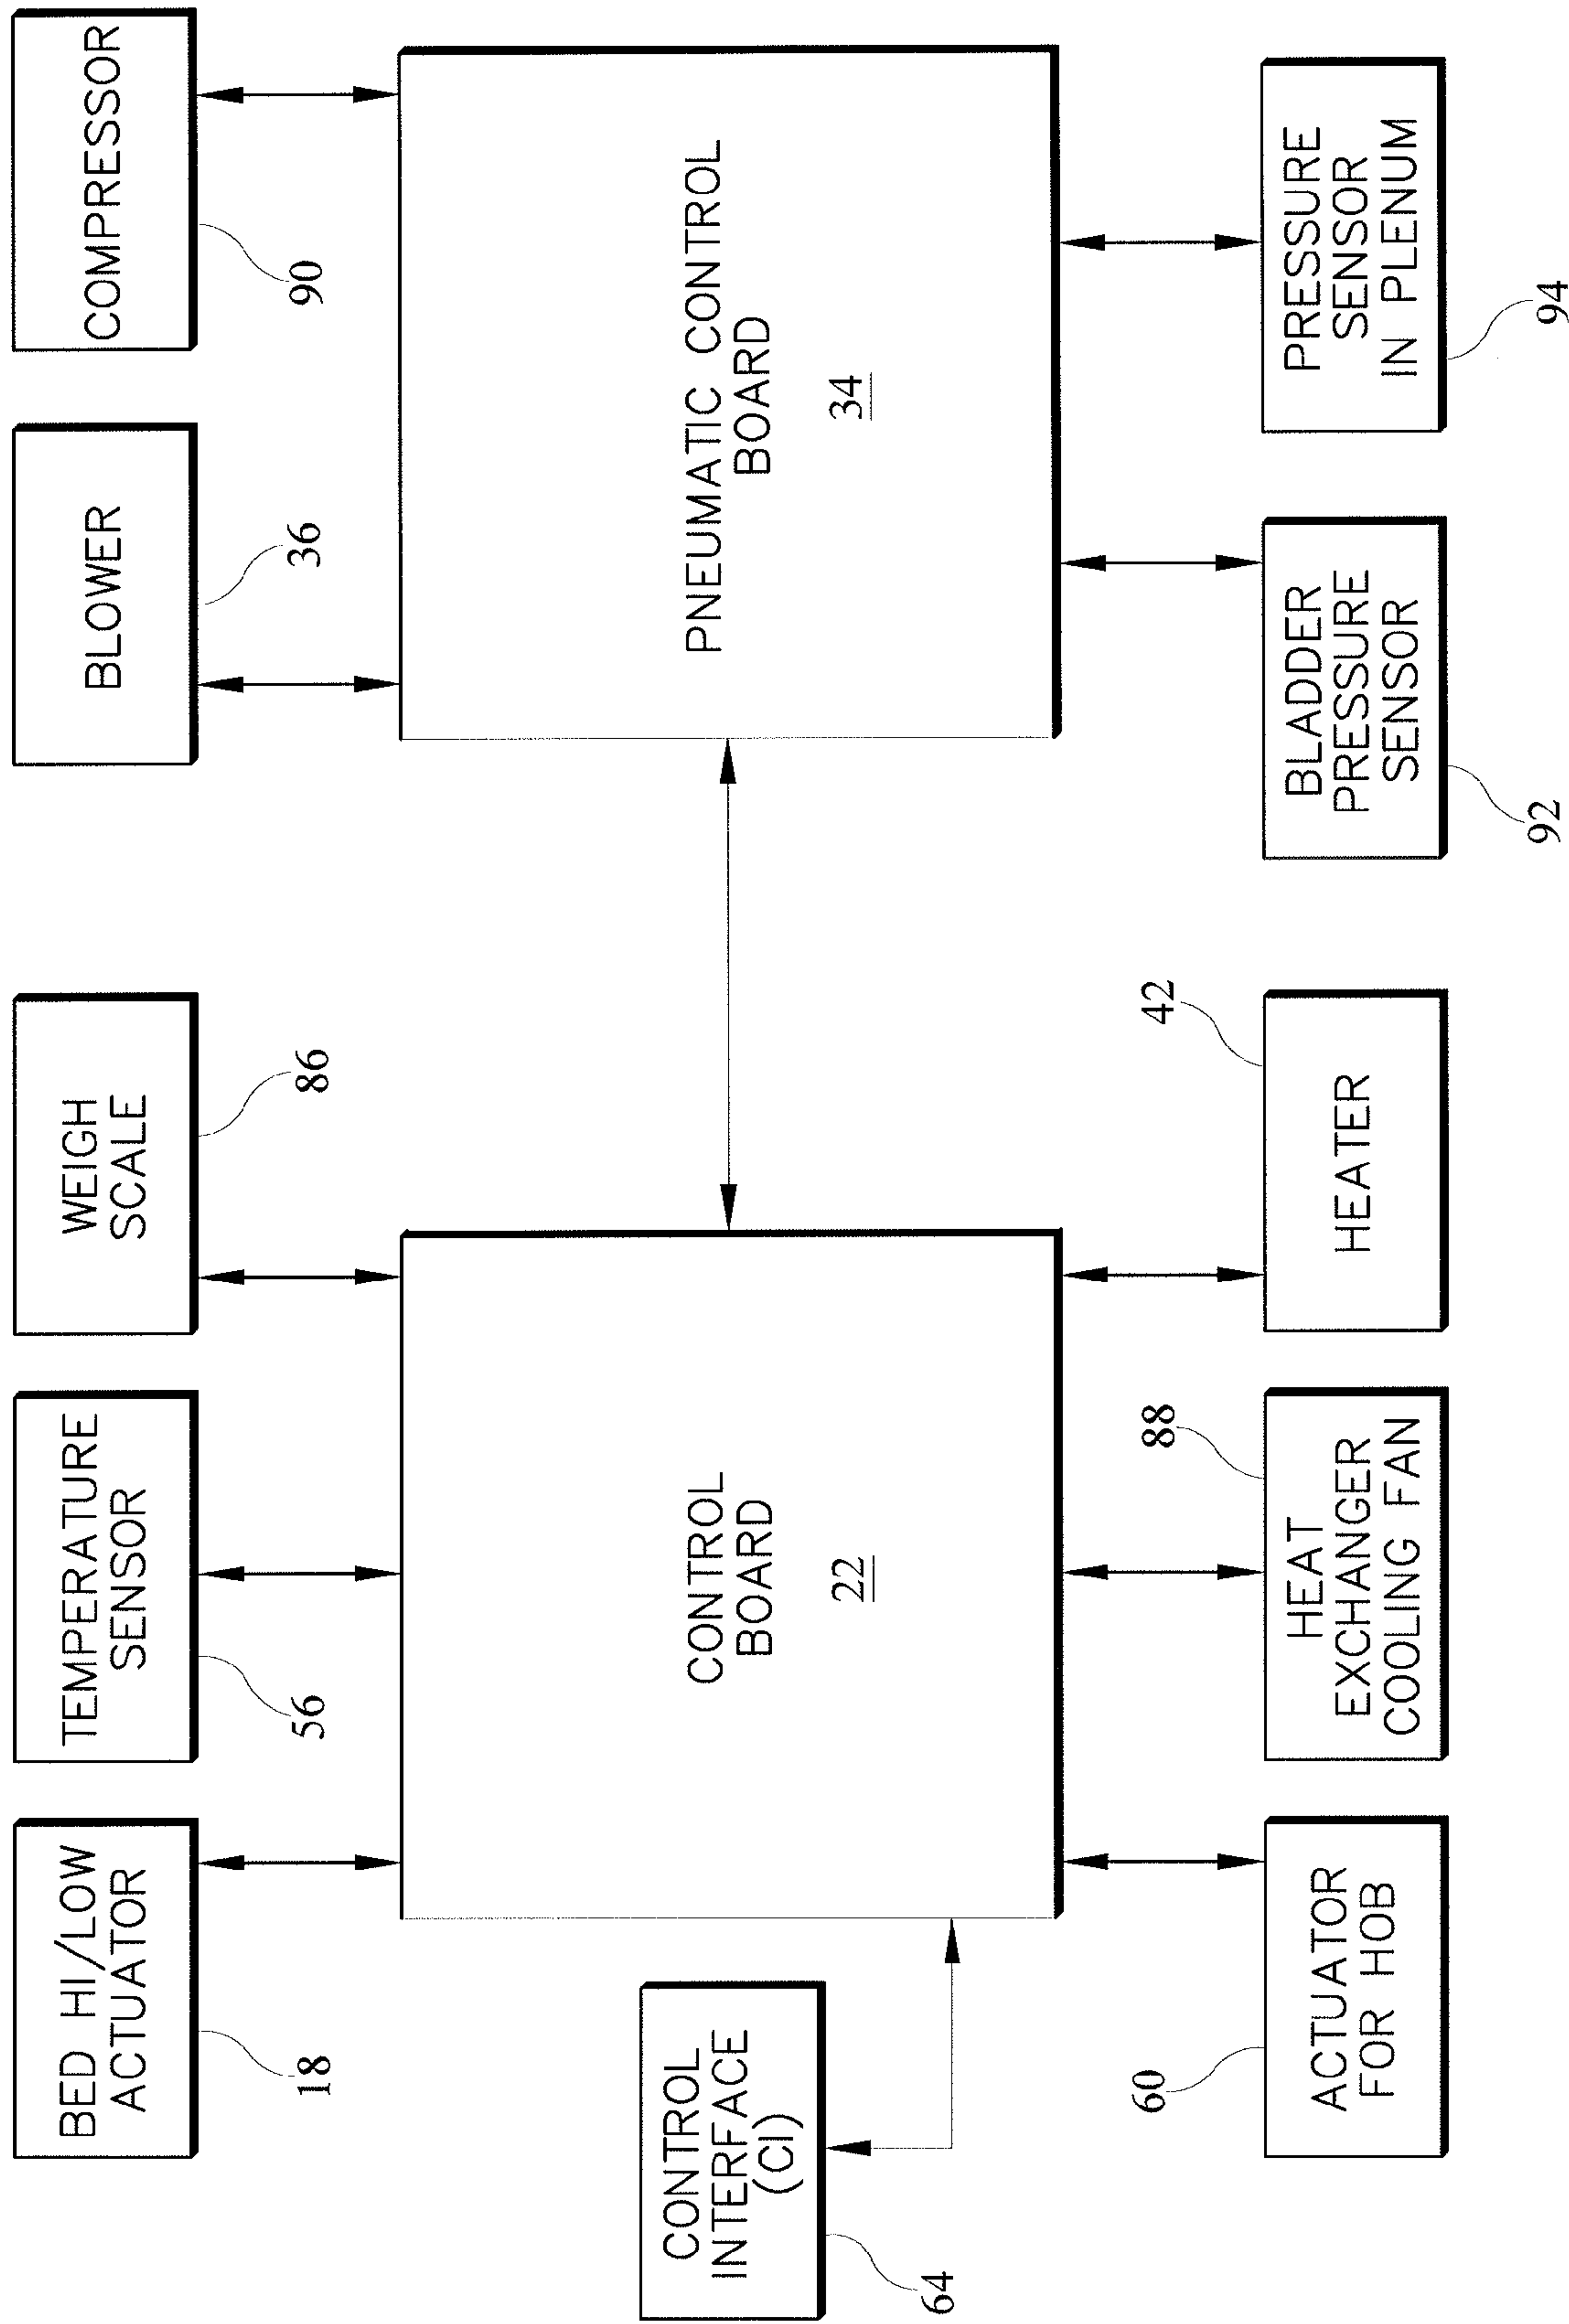 BED HI/LOW
ACTUATOR
18
TEMPERATURE
SENSOR
56
WEIGH
SCALE
86
BLOWER
36
COMPRESSOR
90
CONTROL
INTERFACE
(CI)
64
CONTROL
BOARD
22
PNEUMATIC CONTROL
BOARD
34
60
ACTUATOR
FOR HOB
88
HEAT
EXCHANGER
COOLING FAN
42
HEATER
BLADDER
PRESSURE
SENSOR
92
PRESSURE
SENSOR
IN PLENUM
94